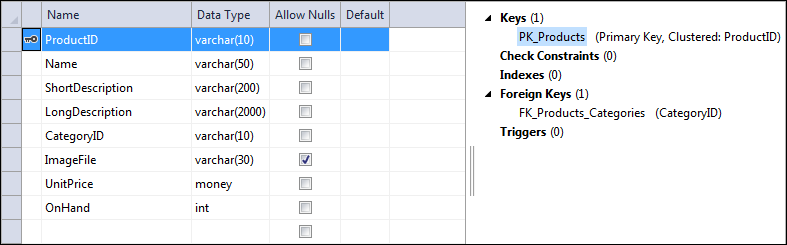 Name Data Type Allow Nulls Default
ProductID varchar(10)
Name varchar(50)
ShortDescription varchar(200)
LongDescription varchar(2000)
CategoryID varchar(10)
ImageFile varchar(30)
UnitPrice money
OnHand int
Keys (1)
PK_Products (Primary Key, Clustered: ProductID)
Check Constraints (0)
Indexes (0)
Foreign Keys (1)
FK_Products_Categories (CategoryID)
Triggers (0)